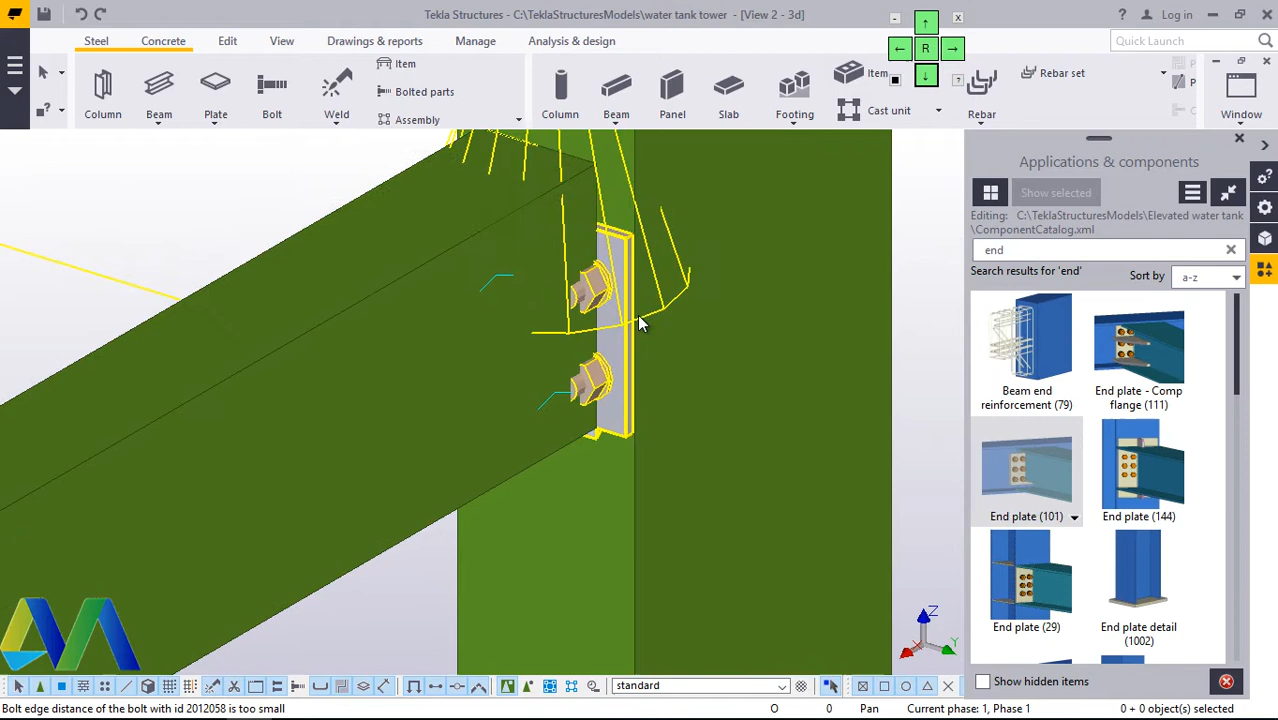 Tekla Structures - C:\TeklaStructuresModels\water tank tower - [View 2 - 3d]
? Log in
Steel Concrete Edit View Drawings & reports Manage Analysis & design
Quick Launch
R
Item
Bolted parts
Assembly
Column Beam Plate Bolt Weld
Column Beam Panel Slab Footing
Item
Cast unit
Rebar
Rebar set
Window
Applications & components
Show selected
Editing: C:\TeklaStructuresModels\Elevated water tank
\ComponentCatalog.xml
end
Search results for 'end' Sort by a-z
Beam end
reinforcement (79)
End plate - Comp
flange (111)
End plate (101)
End plate (144)
End plate (29)
End plate detail
(1002)
Show hidden items
Z
Y
X
standard
Bolt edge distance of the bolt with id 2012058 is too small
O 0 Pan Current phase: 1, Phase 1 0 + 0 object(s) selected